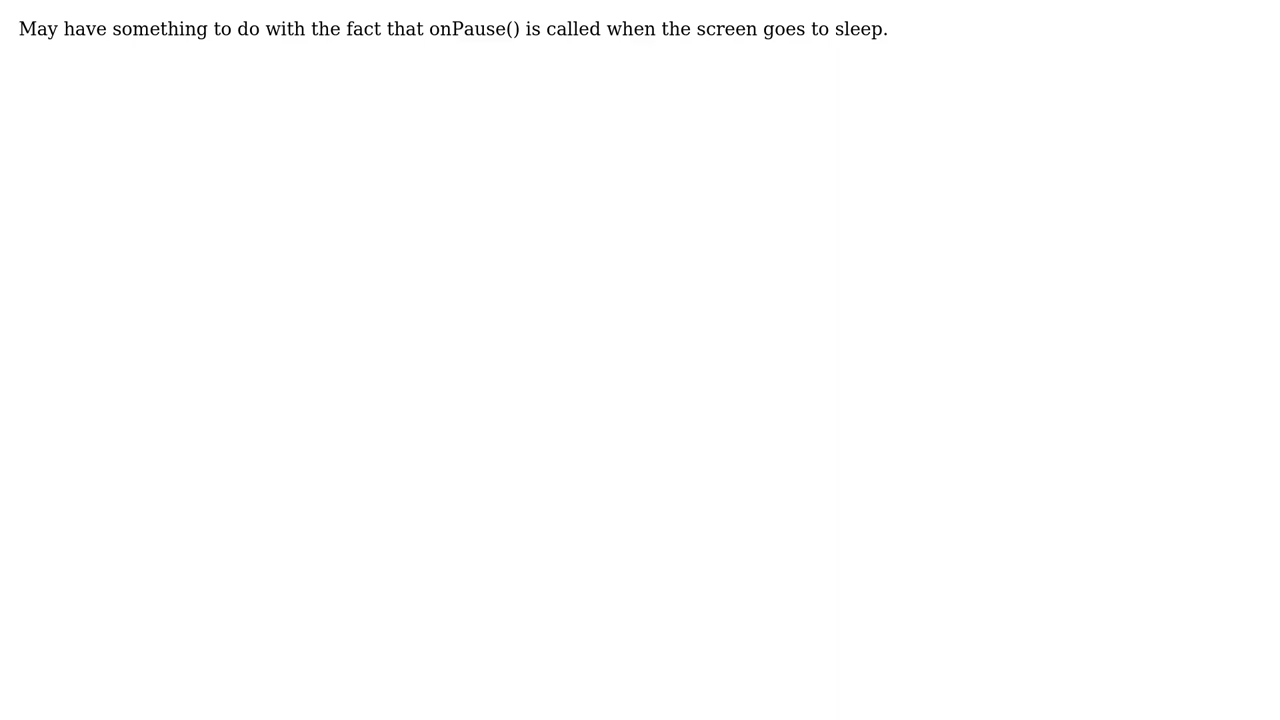 May have something to do with the fact that onPause() is called when the screen goes to sleep.